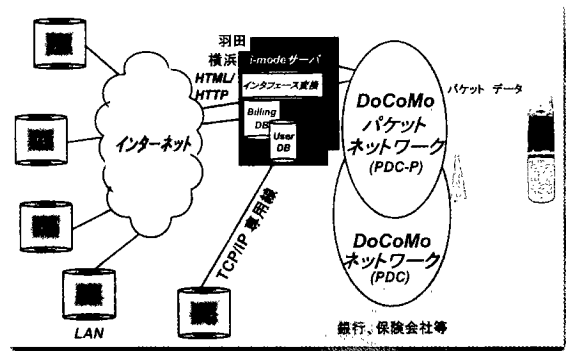 羽田
横浜
i-modeサーバ
HTML/
HTTP
インタフェース変換
Billing
DB
User
DB
インターネット
DoCoMo
パケット
ネットワーク
(PDC-P)
パケット データ
TCP/IP 専用線
DoCoMo
ネットワーク
(PDC)
LAN
銀行、保険会社等